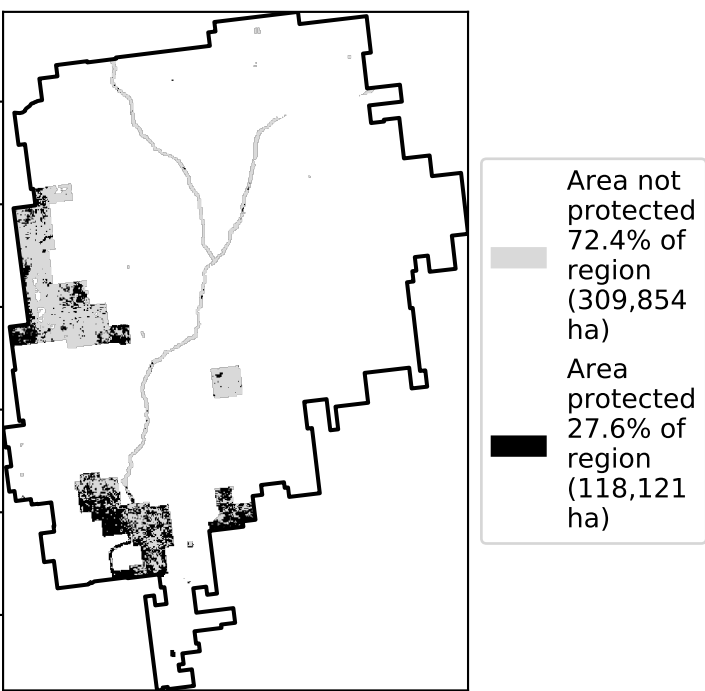 Area not
protected
72.4% of
region
(309,854
ha)
Area
protected
27.6% of
region
(118,121
ha)